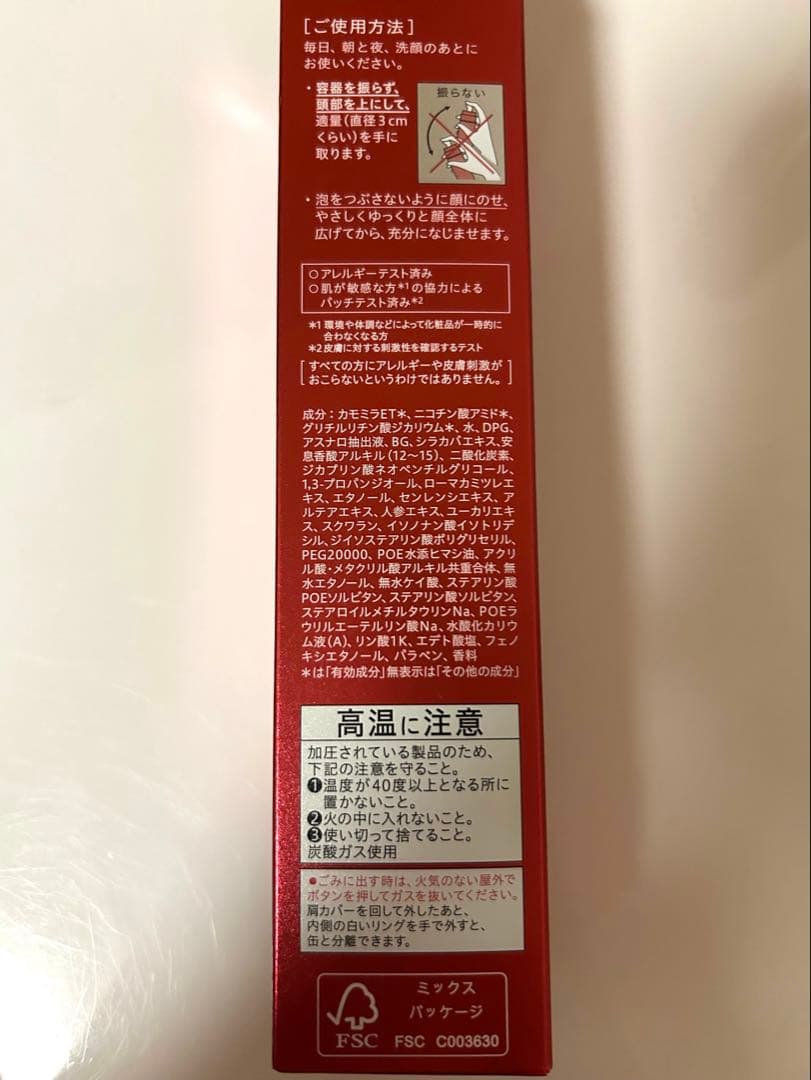 [ご使用方法]
毎日、朝と夜、洗顔のあとに
お使いください。
・容器を振らず、
頭部を上にして、
適量(直径3cm
くらい)を手に
取ります。
振らない
・泡をつぶさないように顔にのせ、
やさしくゆっくりと顔全体に
広げてから、充分になじませます。
○アレルギーテスト済み
○肌が敏感な方*1の協力による
パッチテスト済み*2
*1 環境や体調などによって化粧品が一時的に
合わなくなる方
*2 皮膚に対する刺激性を確認するテスト
[すべての方にアレルギーや皮膚刺激が
おこらないというわけではありません。]
成分:カモミラET*、ニコチン酸アミド*、
グリチルリチン酸ジカリウム*、水、DPG、
アスナロ抽出液、BG、シラカバエキス、安
息香酸アルキル(12~15)、二酸化炭素、
ジカプリン酸ネオペンチルグリコール、
1,3-プロパンジオール、ローマカミツレエ
キス、エタノール、センレンシエキス、ア
ルテアエキス、人参エキス、ユーカリエキ
ス、スクワラン、イソノナン酸イソトリデ
シル、ジイソステアリン酸ポリグリセリル、
PEG20000、POE水添ヒマシ油、アクリ
ル酸・メタクリル酸アルキル共重合体、無
水エタノール、無水ケイ酸、ステアリン酸
POEソルビタン、ステアリン酸ソルビタン、
ステアロイルメチルタウリンNa、POEラ
ウリルエーテルリン酸Na、水酸化カリウ
ム液(A)、リン酸1K、エデト酸塩、フェノ
キシエタノール、パラベン、香料
*は「有効成分」無表示は「その他の成分」
高温に注意
加圧されている製品のため、
下記の注意を守ること。
❶温度が40度以上となる所に
置かないこと。
❷火の中に入れないこと。
❸使い切って捨てること。
炭酸ガス使用
●ごみに出す時は、火気のない屋外で
ボタンを押してガスを抜いてください。
肩カバーを回して外したあと、
内側の白いリングを手で外すと、
缶と分離できます。
ミックス
パッケージ
FSC FSC C003630